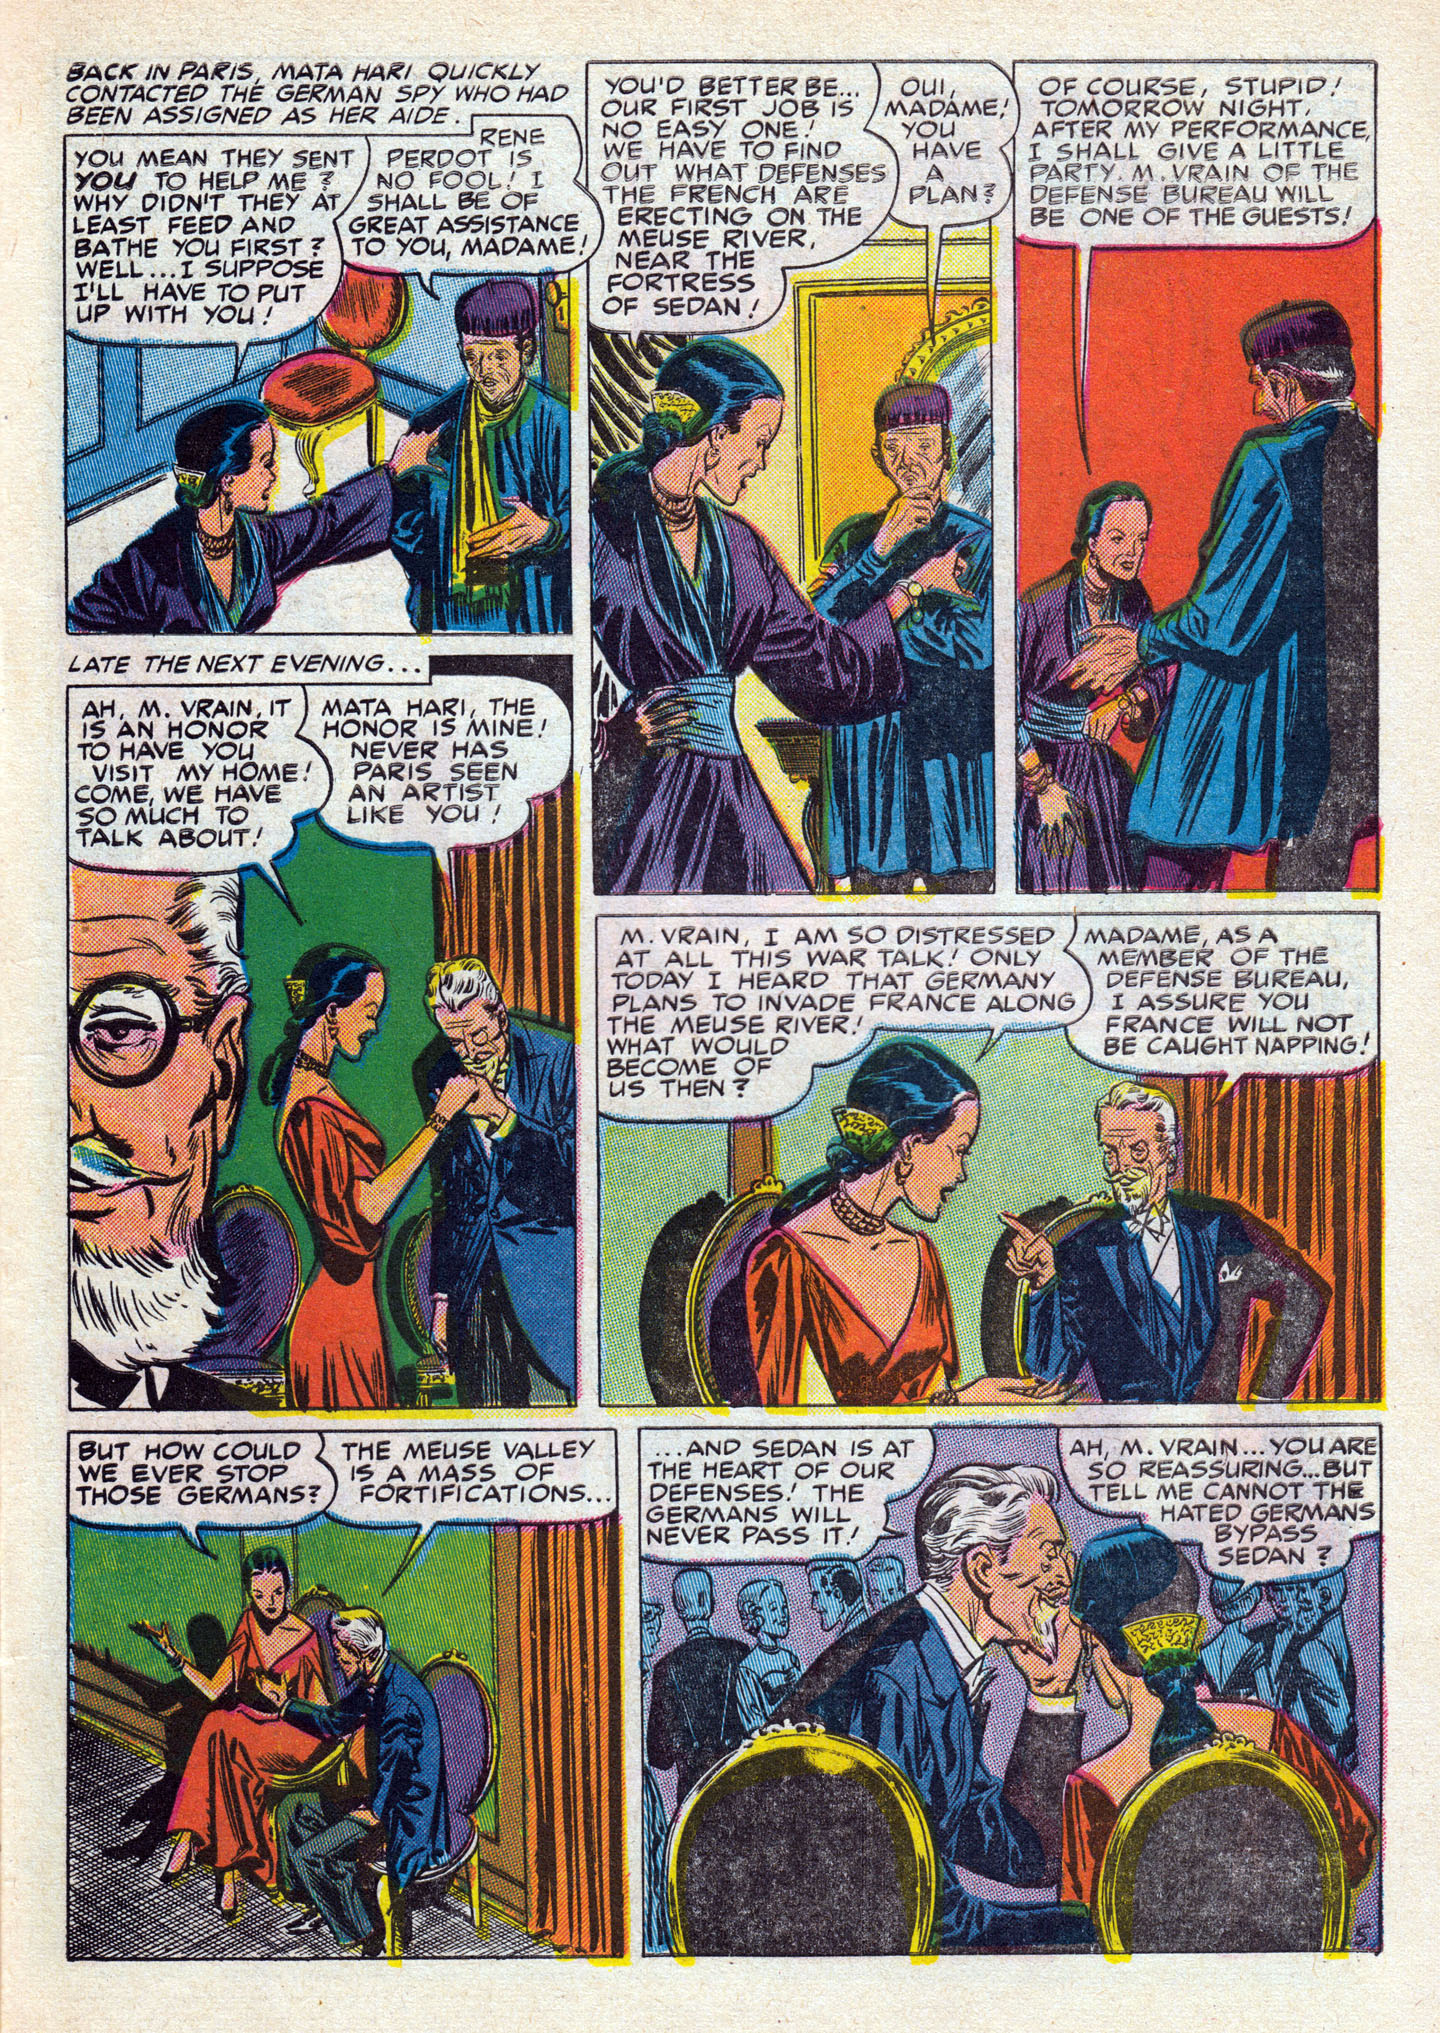 BACK IN PARIS, MATA HARI QUICKLY
CONTACTED THE GERMAN SPY WHO HAD
BEEN ASSIGNED AS HER AIDE.
YOU MEAN THEY SENT
YOU TO HELP ME?
WHY DIDN'T THEY AT
LEAST FEED AND
BATHE YOU FIRST?
WELL...I SUPPOSE
I'LL HAVE TO PUT
UP WITH YOU!
RENE
PERDOT IS
NO FOOL! I
SHALL BE OF
GREAT ASSISTANCE
TO YOU, MADAME!
YOU'D BETTER BE...
OUR FIRST JOB IS
NO EASY ONE!
WE HAVE TO FIND
OUT WHAT DEFENSES
THE FRENCH ARE
ERECTING ON THE
MEUSE RIVER,
NEAR THE
FORTRESS
OF SEDAN!
OUI,
MADAME!
YOU
HAVE
A
PLAN?
OF COURSE, STUPID!
TOMORROW NIGHT,
AFTER MY PERFORMANCE,
I SHALL GIVE A LITTLE
PARTY. M. VRAIN OF THE
DEFENSE BUREAU WILL
BE ONE OF THE GUESTS!
LATE THE NEXT EVENING...
AH, M. VRAIN, IT
IS AN HONOR
TO HAVE YOU
VISIT MY HOME!
COME, WE HAVE
SO MUCH TO
TALK ABOUT!
MATA HARI, THE
HONOR IS MINE!
NEVER HAS
PARIS SEEN
AN ARTIST
LIKE YOU!
M. VRAIN, I AM SO DISTRESSED
AT ALL THIS WAR TALK! ONLY
TODAY I HEARD THAT GERMANY
PLANS TO INVADE FRANCE ALONG
THE MEUSE RIVER!
WHAT WOULD
BECOME OF
US THEN?
MADAME, AS A
MEMBER OF THE
DEFENSE BUREAU,
I ASSURE YOU
FRANCE WILL NOT
BE CAUGHT NAPPING!
BUT HOW COULD
WE EVER STOP
THOSE GERMANS?
THE MEUSE VALLEY
IS A MASS OF
FORTIFICATIONS...
...AND SEDAN IS AT
THE HEART OF OUR
DEFENSES! THE
GERMANS WILL
NEVER PASS IT!
AH, M. VRAIN...YOU ARE
SO REASSURING...BUT
TELL ME CANNOT THE
HATED GERMANS
BYPASS
SEDAN?
5